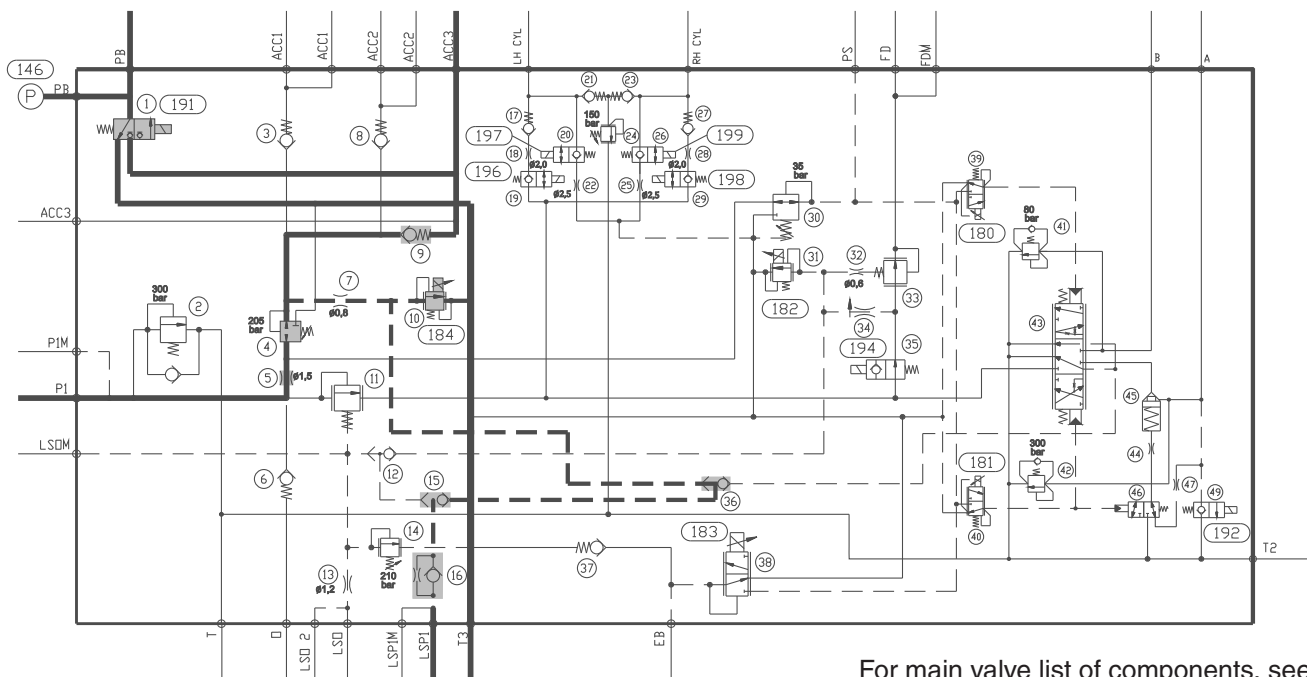 PB
ACC1
ACC1
ACC2
ACC2
ACC3
LH CYL
RH CYL
PS
FD
FDM
B
A
146
P
PB
1
191
3
8
21
23
17
150
bar
27
39
197
20
24
26
199
18
ø2,0
ø2,0
28
196
198
19
ø2,5
22
25
ø2,5
29
35
bar
30
180
80
bar
41
ACC3
9
31
32
ø0,6
33
182
300
bar
2
7
ø0,8
10
184
205
bar
4
34
43
194
35
P1M
5
ø1,5
11
P1
45
LSOM
12
44
6
15
36
181
300
bar
42
47
14
183
40
46
49
192
13
ø1,2
210
bar
16
37
38
T2
T
O
LSO 2
LSO
LSP1M
LSP1
T3
EB
For main valve list of components, see